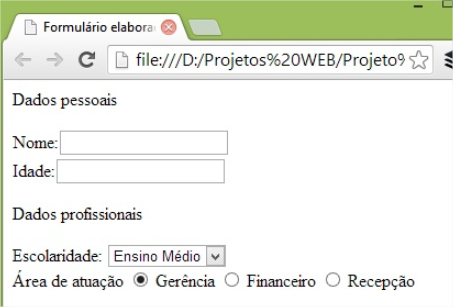 Formulário elabora
file:///D:/Projetos%20WEB/Projeto%
Dados pessoais
Nome:
Idade:
Dados profissionais
Escolaridade: Ensino Médio
Área de atuação Gerência Financeiro Recepção